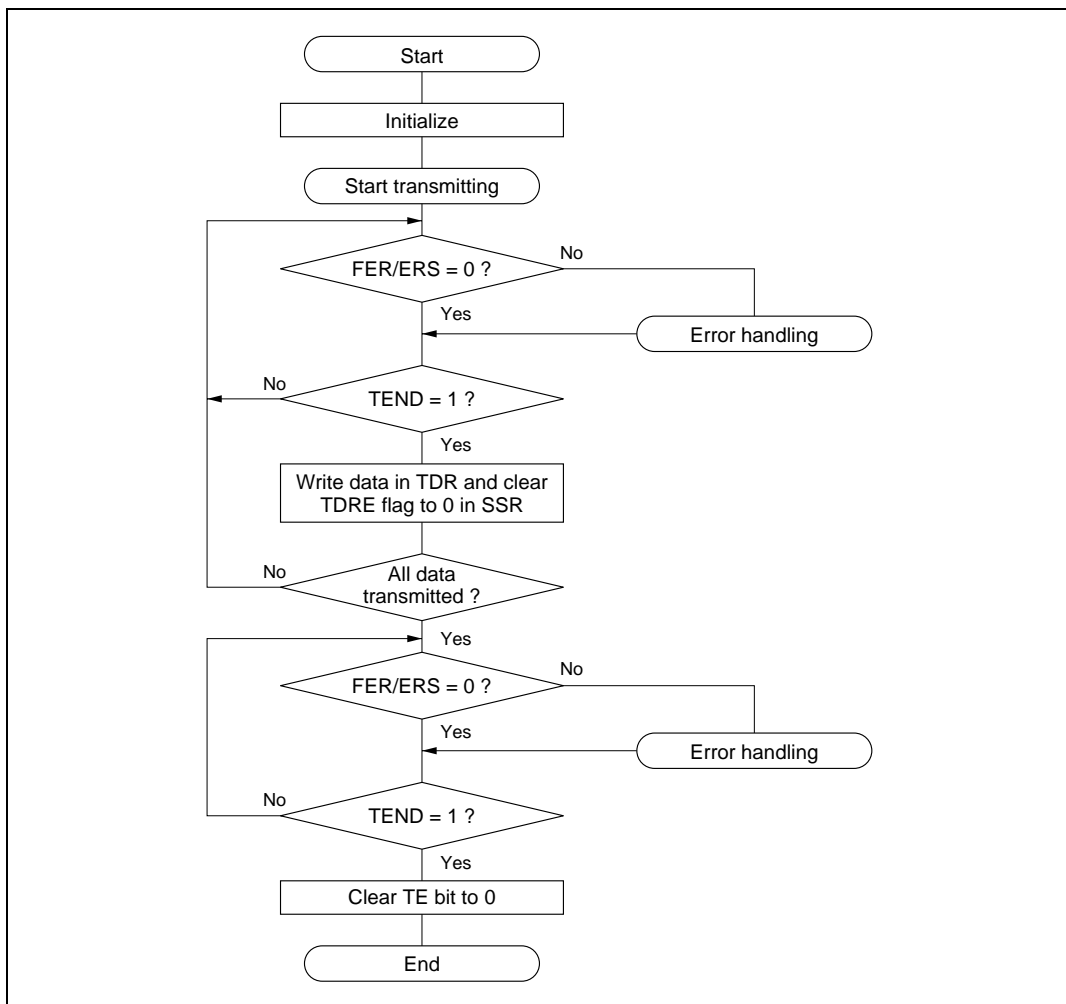 Start
Initialize
Start transmitting
FER/ERS = 0 ?
No
Yes
Error handling
No
TEND = 1 ?
Yes
Write data in TDR and clear
TDRE flag to 0 in SSR
No
All data
transmitted ?
Yes
FER/ERS = 0 ?
No
Yes
Error handling
No
TEND = 1 ?
Yes
Clear TE bit to 0
End